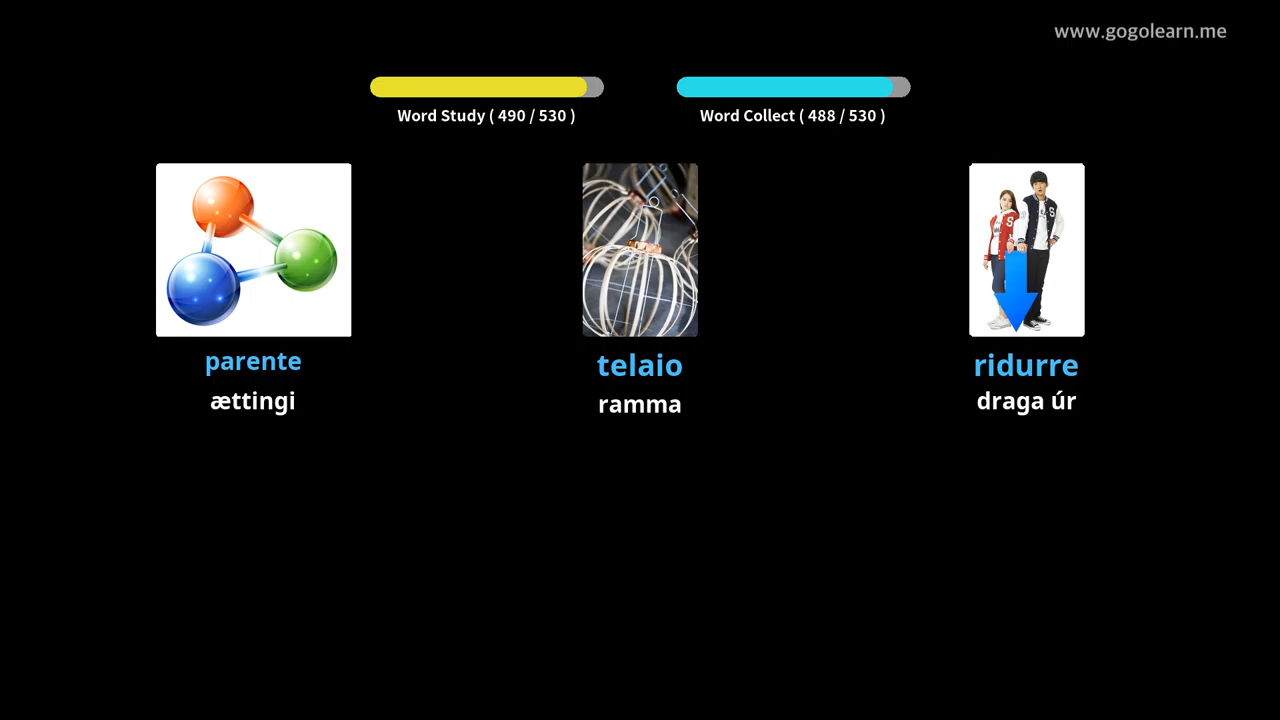 www.gogolearn.me
Word Study ( 490 / 530 )
Word Collect ( 488 / 530 )
parente
ættingi
telaio
ramma
ridurre
draga úr
S
S